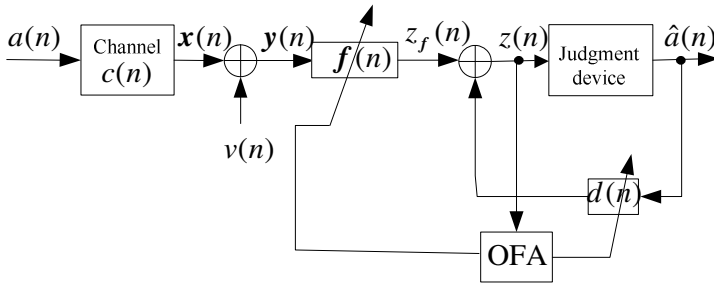 a(n)
Channel
c(n)
x(n)
y(n)
v(n)
f(n)
z_f(n)
z(n)
Judgment
device
â(n)
d(n)
OFA